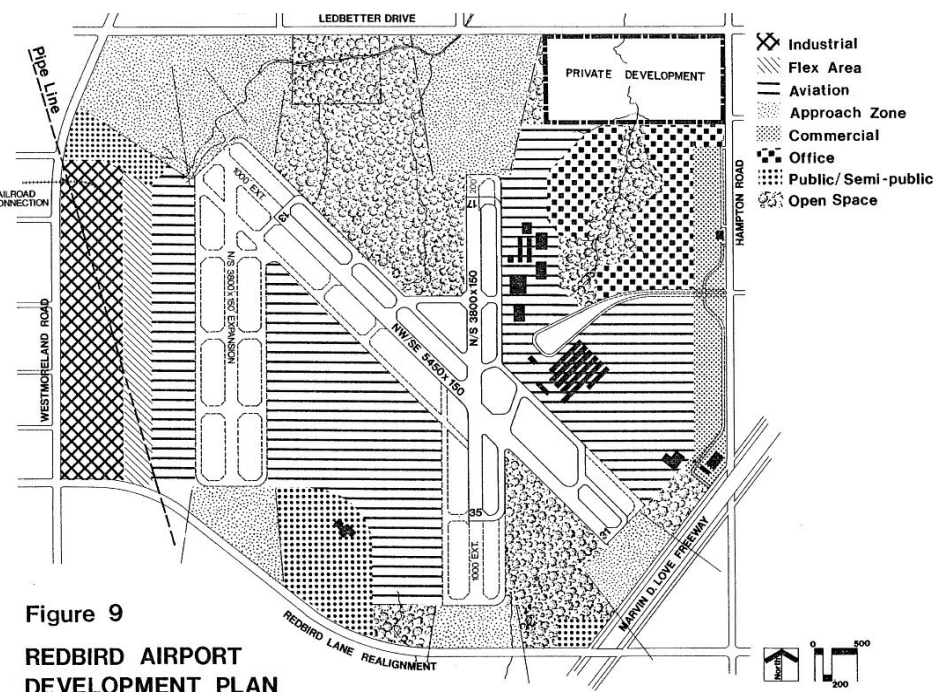 LEDBETTER DRIVE
Pipe Line
PRIVATE DEVELOPMENT
Industrial
Flex Area
Aviation
Approach Zone
Commercial
Office
Public/Semi-public
Open Space
HAMPTON ROAD
RAILROAD
CONNECTION
WESTMORELAND ROAD
1000 EXT.
13
200
17
N/S 3800x150 EXPANSION
N/S 3800x150
NW/SE 5450x150
35
31
1000 EXT.
MARVIN D. LOVE FREEWAY
REDBIRD LANE REALIGNMENT
Figure 9
REDBIRD AIRPORT
DEVELOPMENT PLAN
North
0 500
200